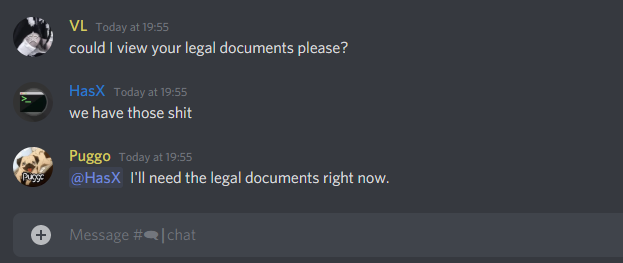 VL Today at 19:55
could I view your legal documents please?
HasX Today at 19:55
we have those shit
Puggo Today at 19:55
@HasX I'll need the legal documents right now.
Message #🗨|chat